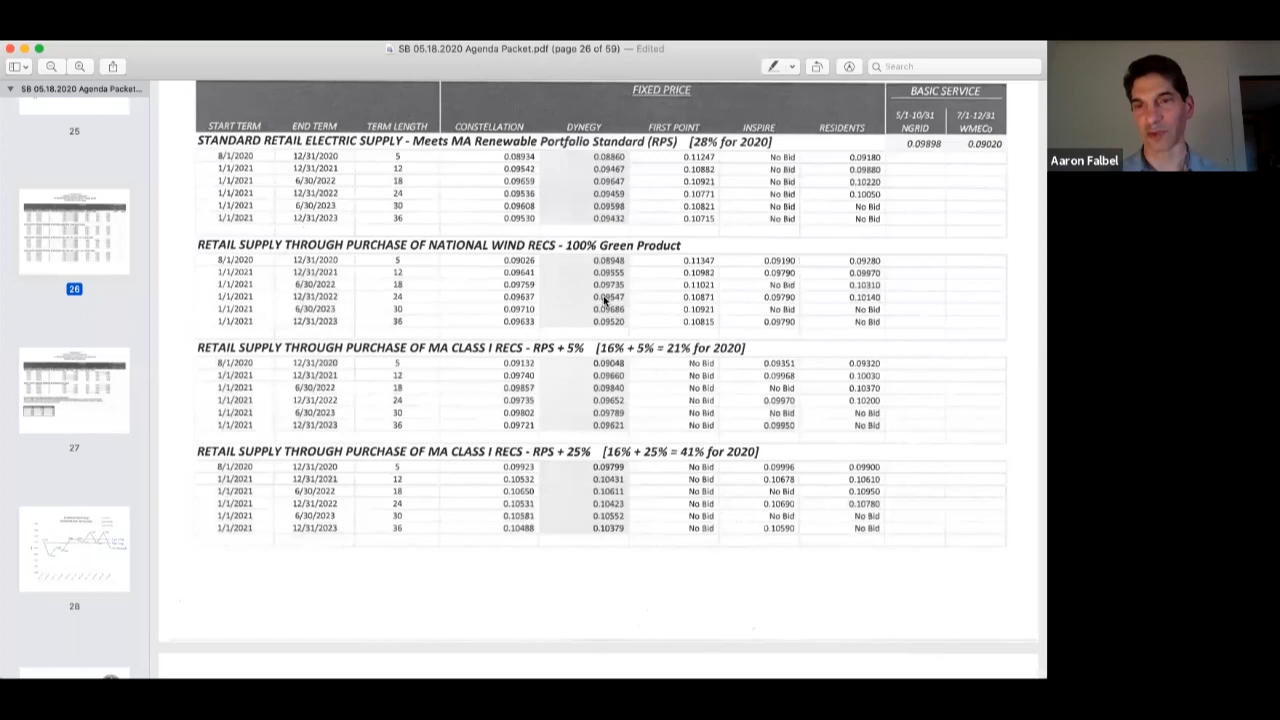 SB 05.18.2020 Agenda Packet.pdf (page 26 of 59) — Edited
Search
SB 05.18.2020 Agenda Packet...
25
26
27
28
Aaron Falbel
FIXED PRICE BASIC SERVICE
5/1-10/31 7/1-12/31
START TERM END TERM TERM LENGTH CONSTELLATION DYNEGY FIRST POINT INSPIRE RESIDENTS NGRID WMECo
STANDARD RETAIL ELECTRIC SUPPLY - Meets MA Renewable Portfolio Standard (RPS) [28% for 2020] 0.09898 0.09020
8/1/2020 12/31/2020 5 0.08934 0.08860 0.11247 No Bid 0.09180
1/1/2021 12/31/2021 12 0.09542 0.09467 0.10882 No Bid 0.09880
1/1/2021 6/30/2022 18 0.09659 0.09647 0.10921 No Bid 0.10220
1/1/2021 12/31/2022 24 0.09536 0.09459 0.10771 No Bid 0.10050
1/1/2021 6/30/2023 30 0.09608 0.09598 0.10821 No Bid No Bid
1/1/2021 12/31/2023 36 0.09530 0.09432 0.10715 No Bid No Bid
RETAIL SUPPLY THROUGH PURCHASE OF NATIONAL WIND RECS - 100% Green Product
8/1/2020 12/31/2020 5 0.09026 0.08948 0.11347 0.09190 0.09280
1/1/2021 12/31/2021 12 0.09641 0.09555 0.10982 0.09790 0.09970
1/1/2021 6/30/2022 18 0.09759 0.09735 0.11021 No Bid 0.10310
1/1/2021 12/31/2022 24 0.09637 0.09547 0.10871 0.09790 0.10140
1/1/2021 6/30/2023 30 0.09710 0.09686 0.10921 No Bid No Bid
1/1/2021 12/31/2023 36 0.09633 0.09520 0.10815 0.09790 No Bid
RETAIL SUPPLY THROUGH PURCHASE OF MA CLASS I RECS - RPS + 5% [16% + 5% = 21% for 2020]
8/1/2020 12/31/2020 5 0.09132 0.09048 No Bid 0.09351 0.09320
1/1/2021 12/31/2021 12 0.09740 0.09660 No Bid 0.09968 0.10030
1/1/2021 6/30/2022 18 0.09857 0.09840 No Bid No Bid 0.10370
1/1/2021 12/31/2022 24 0.09735 0.09652 No Bid 0.09970 0.10200
1/1/2021 6/30/2023 30 0.09802 0.09789 No Bid No Bid No Bid
1/1/2021 12/31/2023 36 0.09721 0.09621 No Bid 0.09950 No Bid
RETAIL SUPPLY THROUGH PURCHASE OF MA CLASS I RECS - RPS + 25% [16% + 25% = 41% for 2020]
8/1/2020 12/31/2020 5 0.09923 0.09799 No Bid 0.09996 0.09900
1/1/2021 12/31/2021 12 0.10532 0.10431 No Bid 0.10678 0.10610
1/1/2021 6/30/2022 18 0.10650 0.10611 No Bid No Bid 0.10950
1/1/2021 12/31/2022 24 0.10531 0.10423 No Bid 0.10690 0.10780
1/1/2021 6/30/2023 30 0.10581 0.10552 No Bid No Bid No Bid
1/1/2021 12/31/2023 36 0.10488 0.10379 No Bid 0.10590 No Bid